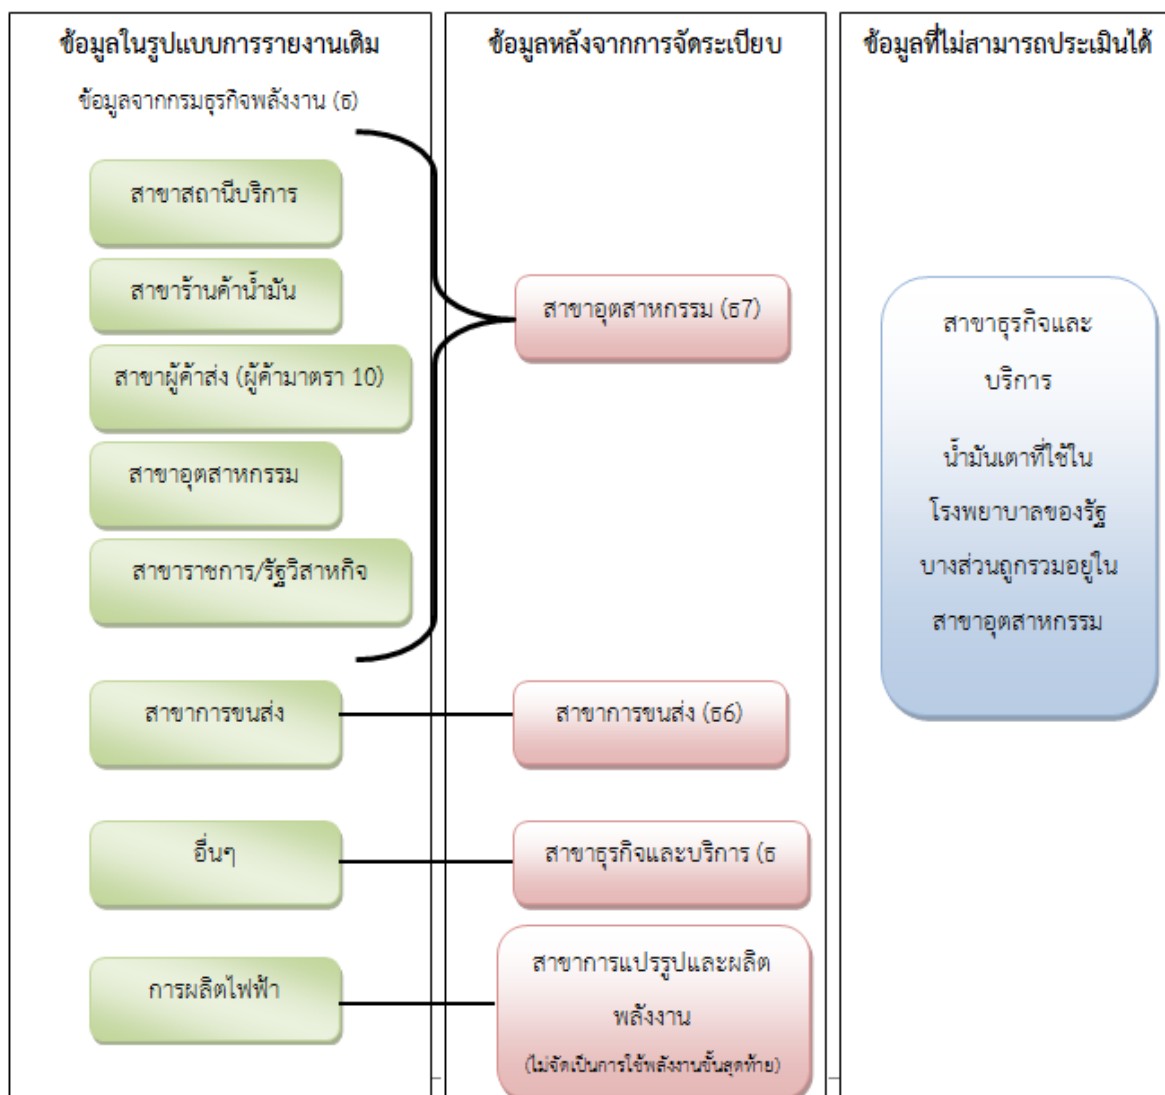 ข้อมูลในรูปแบบการรายงานเดิม
ข้อมูลจากกรมธุรกิจพลังงาน (ธ)
สาขาสถานีบริการ
สาขาร้านค้าน้ำมัน
สาขาผู้ค้าส่ง (ผู้ค้ามาตรา 10)
สาขาอุตสาหกรรม
สาขาราชการ/รัฐวิสาหกิจ
สาขาการขนส่ง
อื่นๆ
การผลิตไฟฟ้า
ข้อมูลหลังจากการจัดระเบียบ
สาขาอุตสาหกรรม (ธ7)
สาขาการขนส่ง (ธ6)
สาขาธุรกิจและบริการ (ธ
สาขาการแปรรูปและผลิต
พลังงาน
(ไม่จัดเป็นการใช้พลังงานขั้นสุดท้าย)
ข้อมูลที่ไม่สามารถประเมินได้
สาขาธุรกิจและ
บริการ
น้ำมันเตาที่ใช้ใน
โรงพยาบาลของรัฐ
บางส่วนถูกรวมอยู่ใน
สาขาอุตสาหกรรม